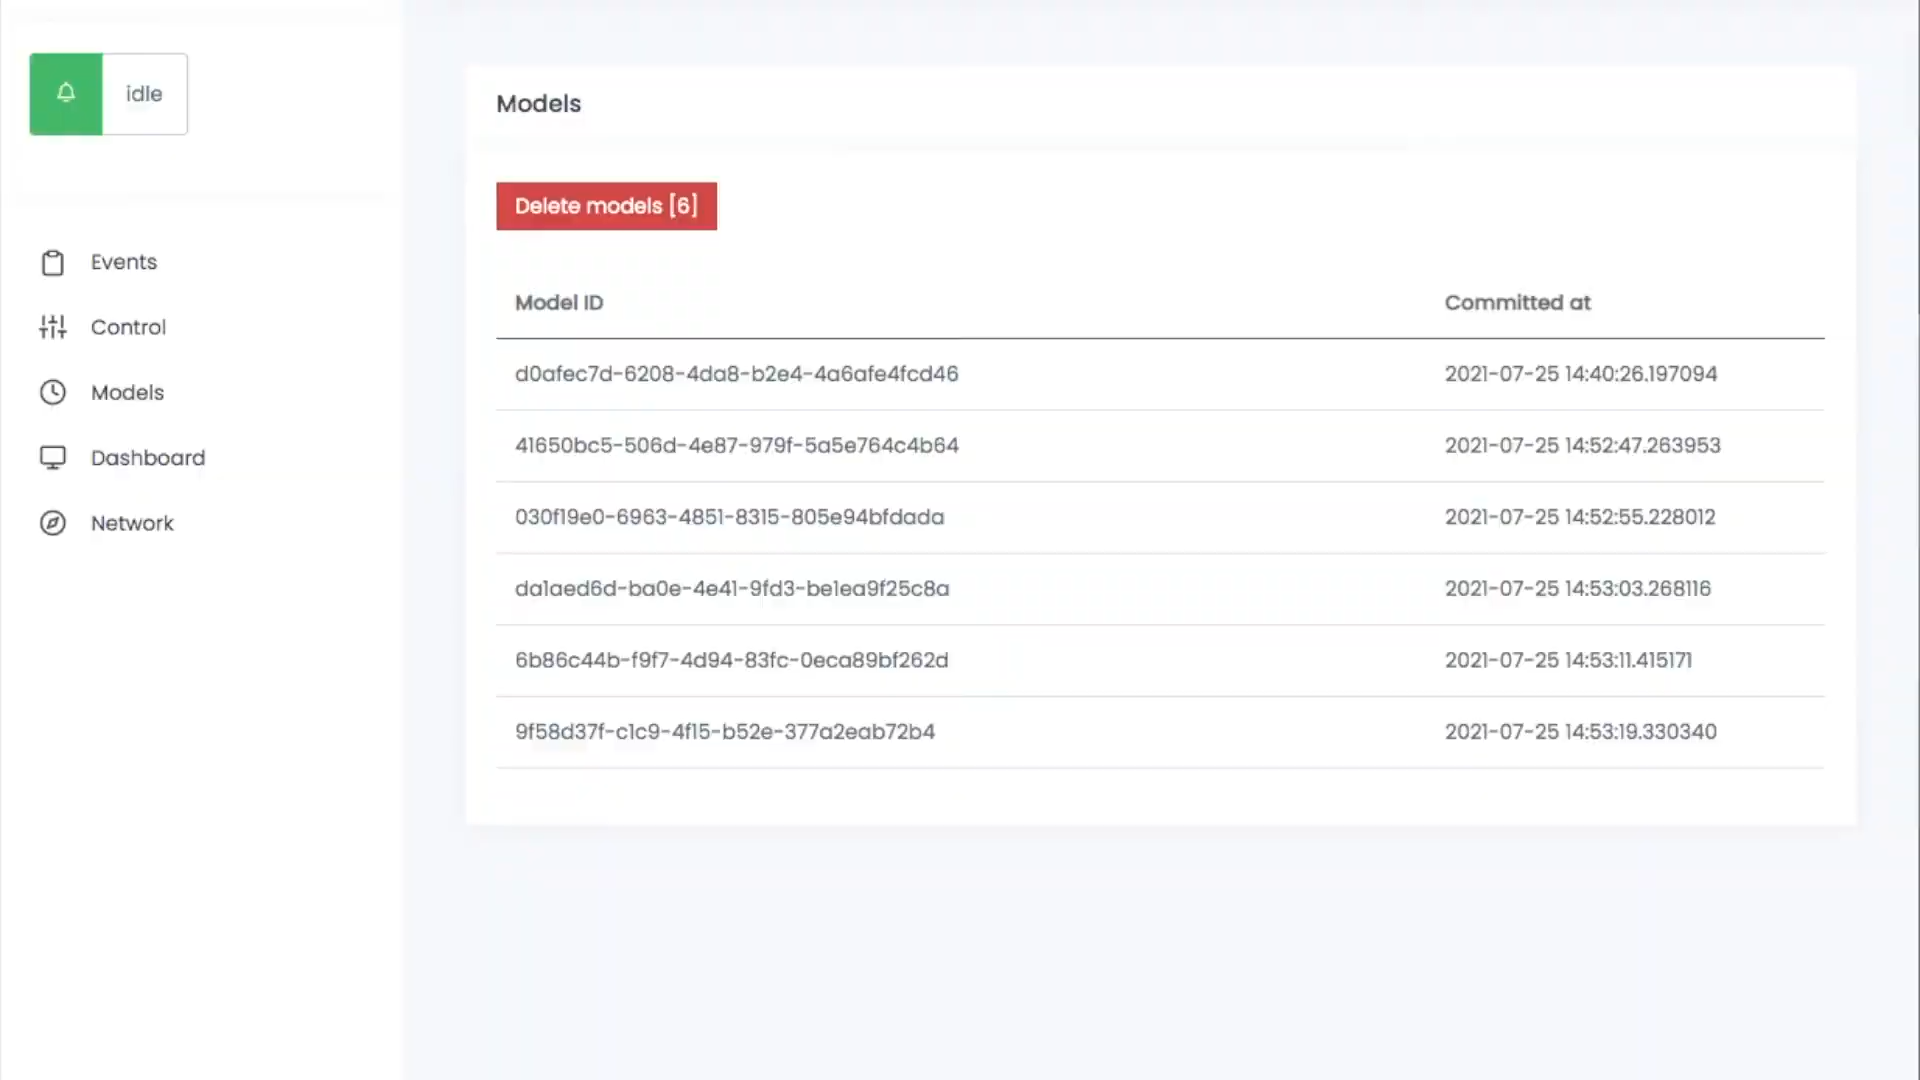 idle
Events
Control
Models
Dashboard
Network
Models
Delete models [6]
Model ID Committed at
d0afec7d-6208-4da8-b2e4-4a6afe4fcd46 2021-07-25 14:40:26.197094
41650bc5-506d-4e87-979f-5a5e764c4b64 2021-07-25 14:52:47.263953
030f19e0-6963-4851-8315-805e94bfdada 2021-07-25 14:52:55.228012
da1aed6d-ba0e-4e41-9fd3-be1ea9f25c8a 2021-07-25 14:53:03.268116
6b86c44b-f9f7-4d94-83fc-0eca89bf262d 2021-07-25 14:53:11.415171
9f58d37f-c1c9-4f15-b52e-377a2eab72b4 2021-07-25 14:53:19.330340